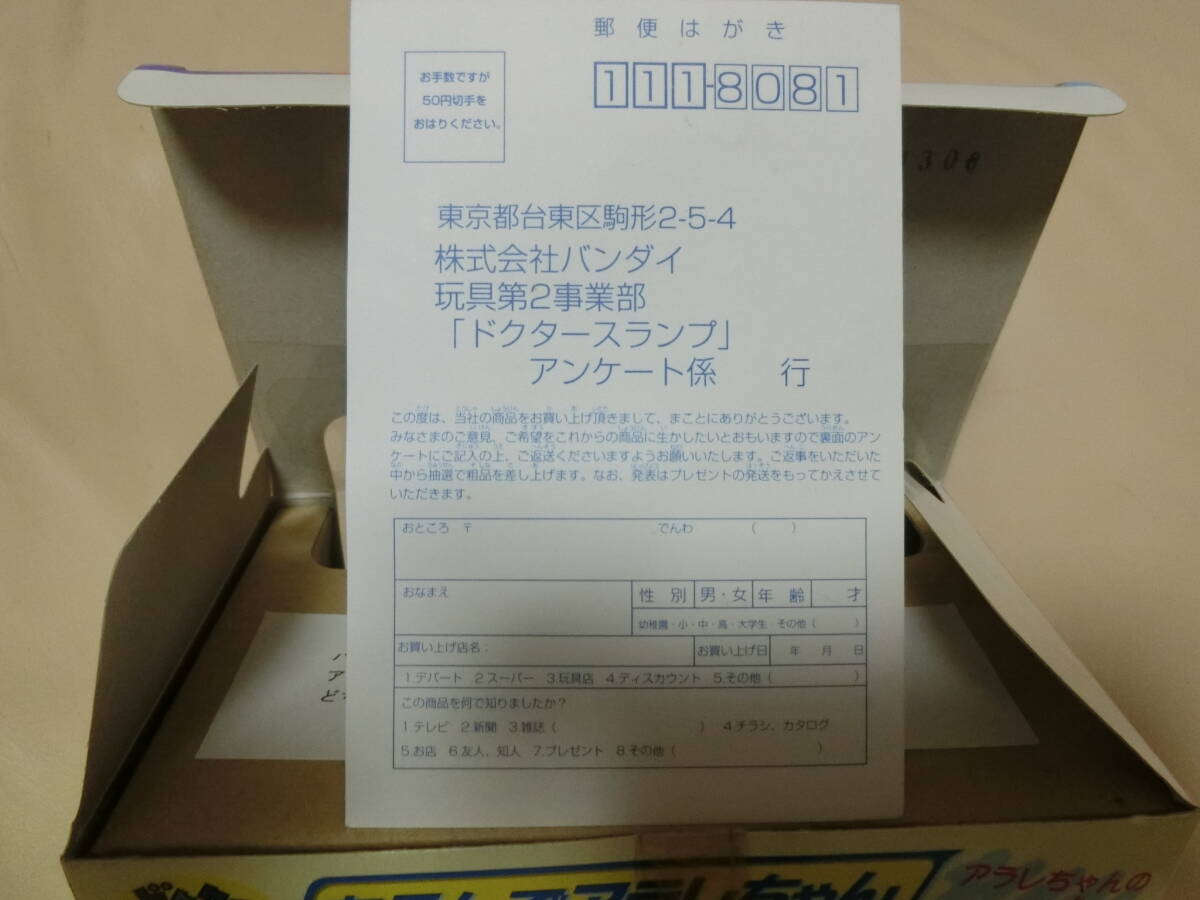 郵便はがき
お手数ですが
50円切手を
おはりください。
111-8081
308
東京都台東区駒形2-5-4
株式会社バンダイ
玩具第2事業部
「ドクタースランプ」
アンケート係 行
この度は、当社の商品をお買い上げ頂きまして、まことにありがとうございます。
みなさまのご意見、ご希望をこれからの商品に生かしたいとおもいますので裏面のアン
ケートにご記入の上、ご返送くださいますようお願いいたします。ご返事をいただいた
中から抽選で粗品を差し上げます。なお、発表はプレゼントの発送をもってかえさせて
いただきます。
おところ 〒 でんわ ( )
おなまえ 性別 男・女 年齢 才
幼稚園・小・中・高・大学生・その他( )
お買い上げ店名: お買い上げ日 年 月 日
1.デパート 2.スーパー 3.玩具店 4.ディスカウント 5.その他( )
この商品を何で知りましたか?
1.テレビ 2.新聞 3.雑誌( ) 4.チラシ、カタログ
5.お店 6.友人、知人 7.プレゼント 8.その他( )
アラレちゃんの